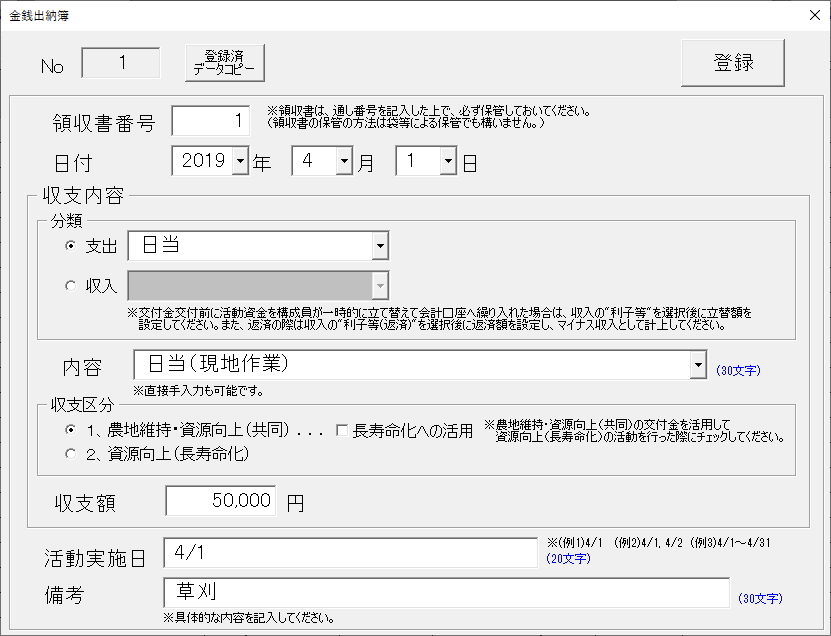 金銭出納簿
No 1 登録済
データコピー
登録
領収書番号 1 ※領収書は、通し番号を記入した上で、必ず保管しておいてください。
（領収書の保管の方法は袋等による保管でも構いません。）
日付 2019 年 4 月 1 日
収支内容
分類
支出 日当
収入
※交付金交付前に活動資金を構成員が一時的に立て替えて会計口座へ繰り入れた場合は、収入の"利子等"を選択後に立替額を
設定してください。また、返済の際は収入の"利子等(返済)"を選択後に返済額を設定し、マイナス収入として計上してください。
内容 日当（現地作業） (30文字)
※直接手入力も可能です。
収支区分
1、農地維持・資源向上（共同）... 長寿命化への活用 ※農地維持・資源向上（共同）の交付金を活用して
資源向上（長寿命化）の活動を行った際にチェックしてください。
2、資源向上（長寿命化）
収支額 50,000 円
活動実施日 4/1 ※(例1)4/1 (例2)4/1, 4/2 (例3)4/1～4/31
(20文字)
備考 草刈 (30文字)
※具体的な内容を記入してください。